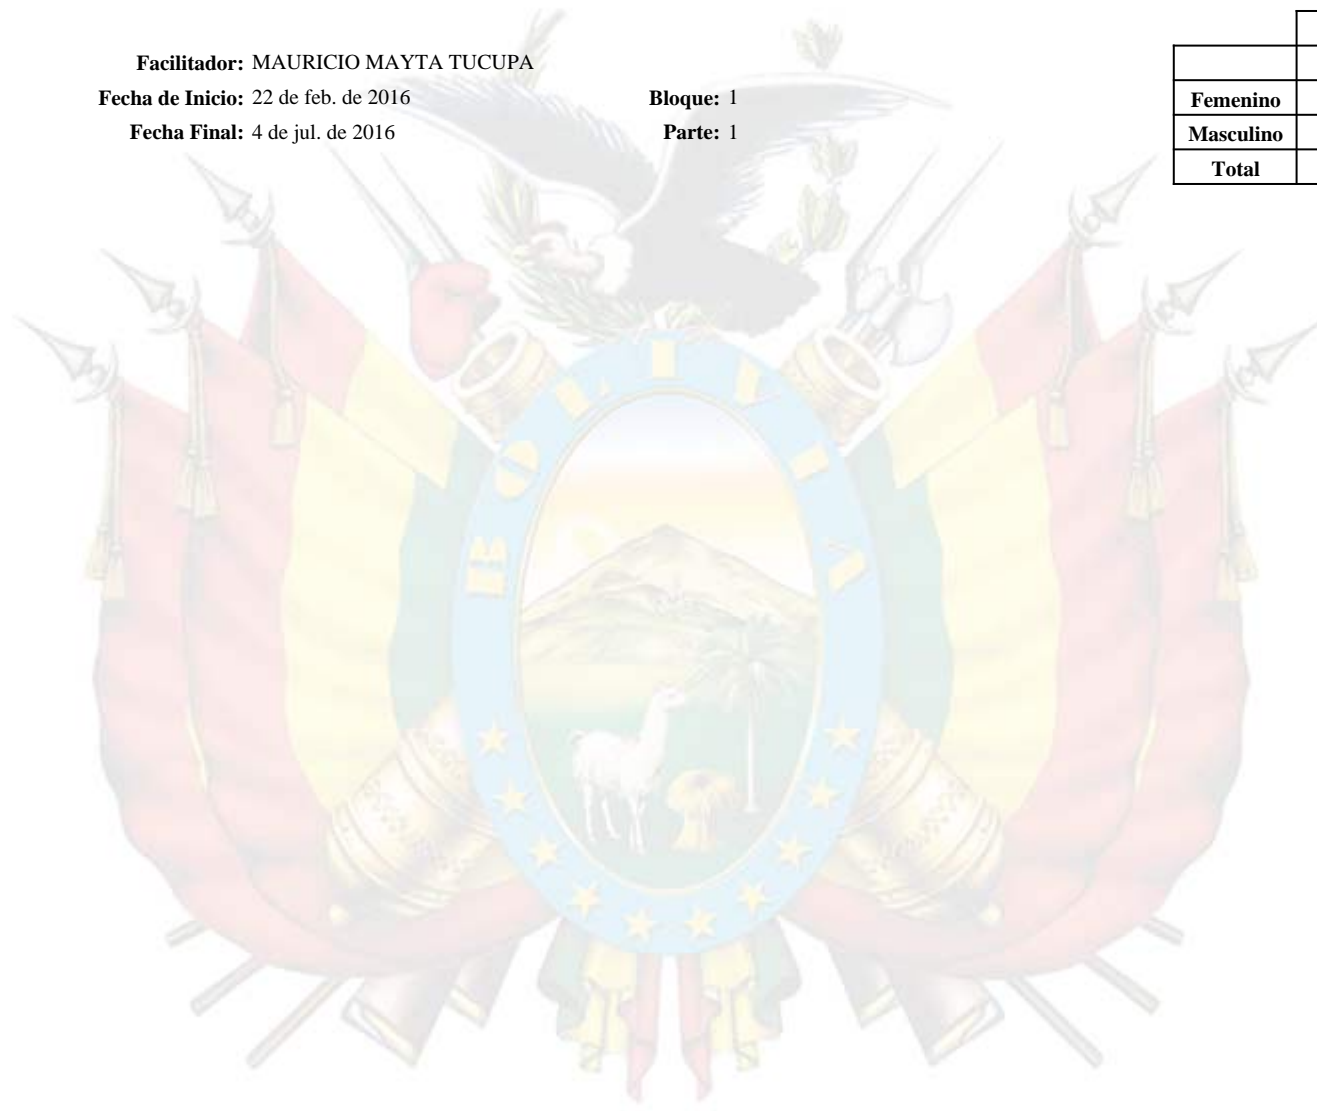 Facilitador: MAURICIO MAYTA TUCUPA
Fecha de Inicio: 22 de feb. de 2016 Bloque: 1
Fecha Final: 4 de jul. de 2016 Parte: 1
Femenino
Masculino
Total
BOLIVIA